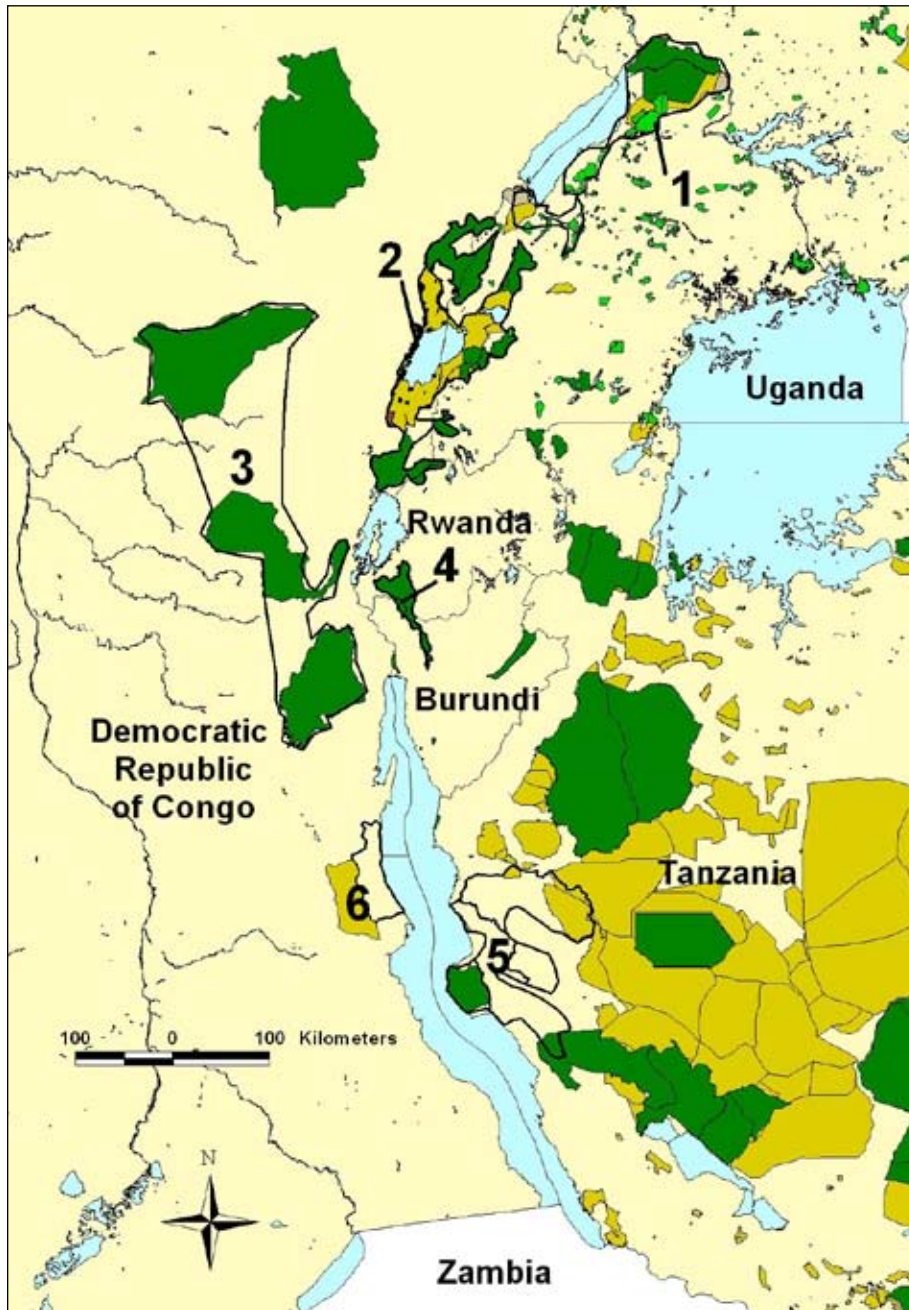 1
2
Uganda
3
Rwanda
4
Burundi
Democratic
Republic
of Congo
Tanzania
6
5
100 0 100 Kilometers
N
Zambia